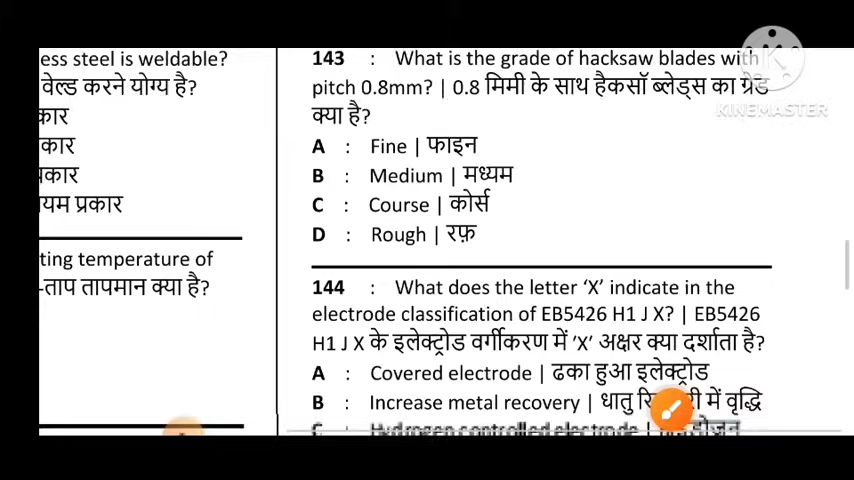 ess steel is weldable?
वेल्ड करने योग्य है?
कार
कार
कार
यम प्रकार
ting temperature of
-ताप तापमान क्या है?
143 : What is the grade of hacksaw blades with
pitch 0.8mm? | 0.8 मिमी के साथ हैकसॉ ब्लेड्स का ग्रेड
क्या है?
A : Fine | फाइन
B : Medium | मध्यम
C : Course | कोर्स
D : Rough | रफ़
144 : What does the letter ‘X’ indicate in the
electrode classification of EB5426 H1 J X? | EB5426
H1 J X के इलेक्ट्रोड वर्गीकरण में ’X’ अक्षर क्या दर्शाता है?
A : Covered electrode | ढका हुआ इलेक्ट्रोड
B : Increase metal recovery | धातु में वृद्धि
C : Hydrogen controlled electrode |
KINEMASTER